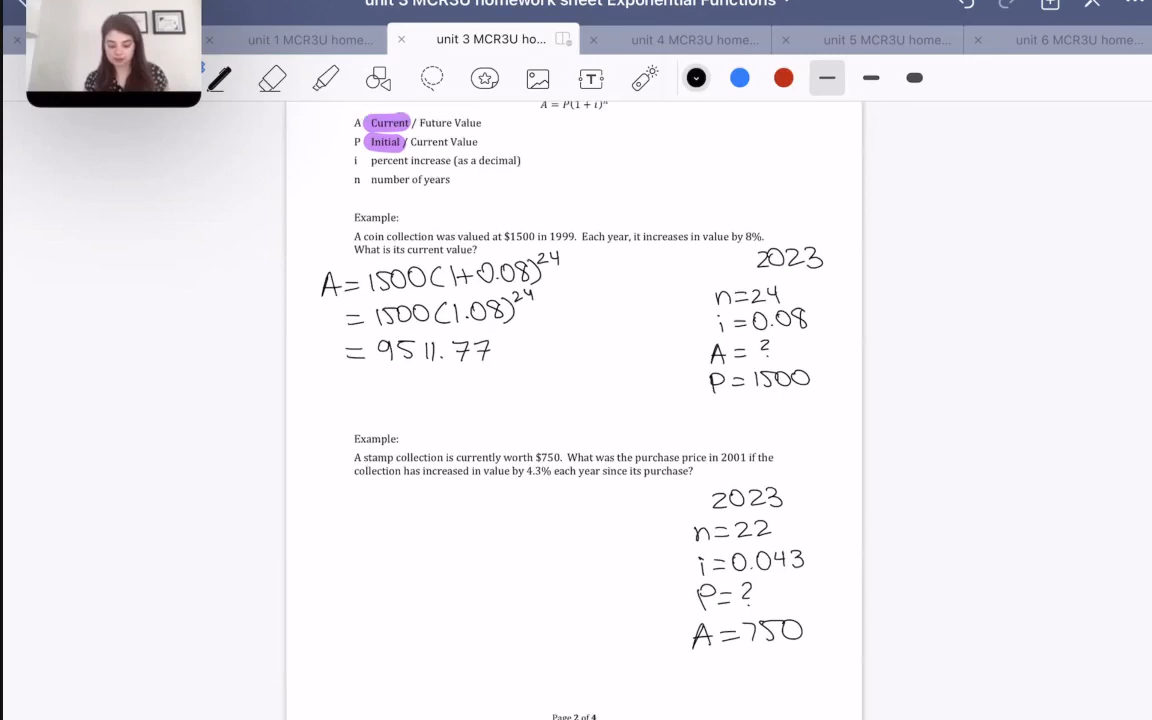 unit 3 MCR3U homework sheet Exponential Functions
unit 1 MCR3U home...
unit 3 MCR3U ho...
unit 4 MCR3U home...
unit 5 MCR3U home...
unit 6 MCR3U home...
T
A = P(1 + i)ⁿ
A Current / Future Value
P Initial / Current Value
i percent increase (as a decimal)
n number of years
Example:
A coin collection was valued at $1500 in 1999. Each year, it increases in value by 8%.
What is its current value?
A = 1500(1+0.08)²⁴
= 1500(1.08)²⁴
= 9511.77
2023
n=24
i=0.08
A = ?
P = 1500
Example:
A stamp collection is currently worth $750. What was the purchase price in 2001 if the
collection has increased in value by 4.3% each year since its purchase?
2023
n=22
i=0.043
P=?
A=750
Page 2 of 4